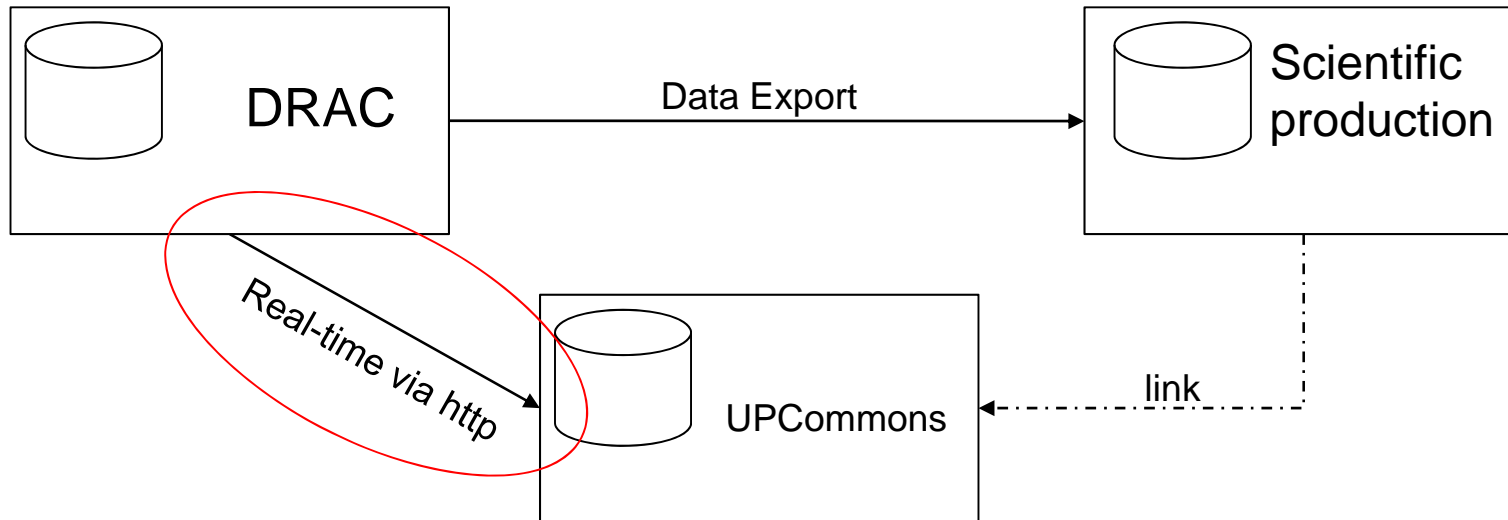 DRAC
Data Export
Scientific
production
Real-time via http
UPCommons
link